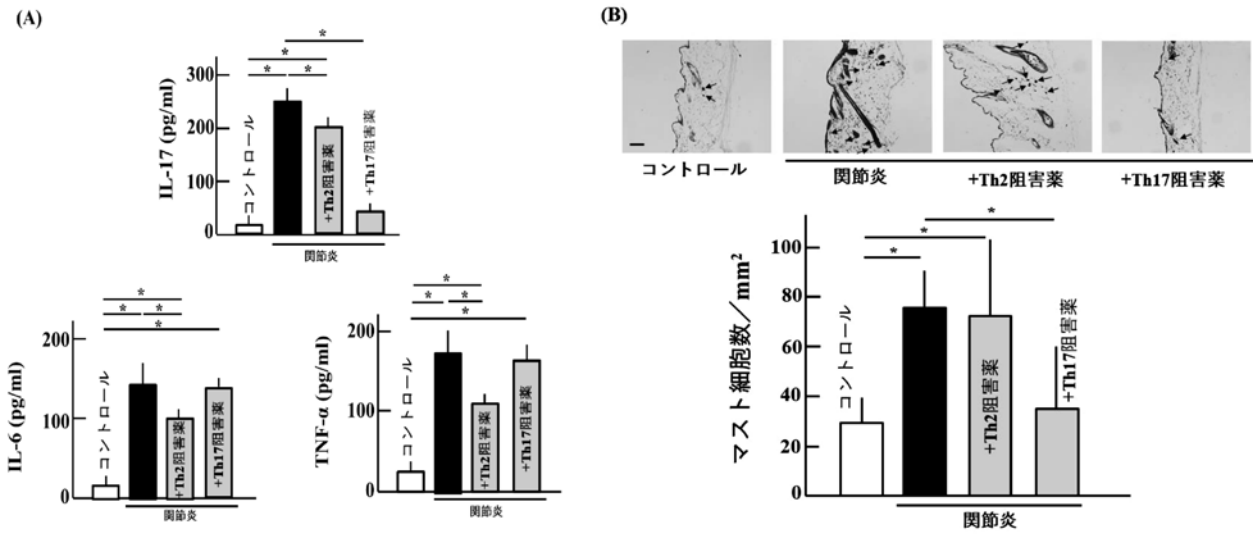 (A)
IL-17 (pg/ml)
300
200
100
0
*
*
*
*
コントロール
+Th2阻害薬
+Th17阻害薬
関節炎
IL-6 (pg/ml)
200
100
0
*
*
*
*
コントロール
+Th2阻害薬
+Th17阻害薬
関節炎
TNF-α (pg/ml)
200
100
0
*
*
*
*
コントロール
+Th2阻害薬
+Th17阻害薬
関節炎
(B)
コントロール
関節炎
+Th2阻害薬
+Th17阻害薬
マスト細胞数/mm²
100
80
60
40
20
0
*
*
*
コントロール
+Th2阻害薬
+Th17阻害薬
関節炎